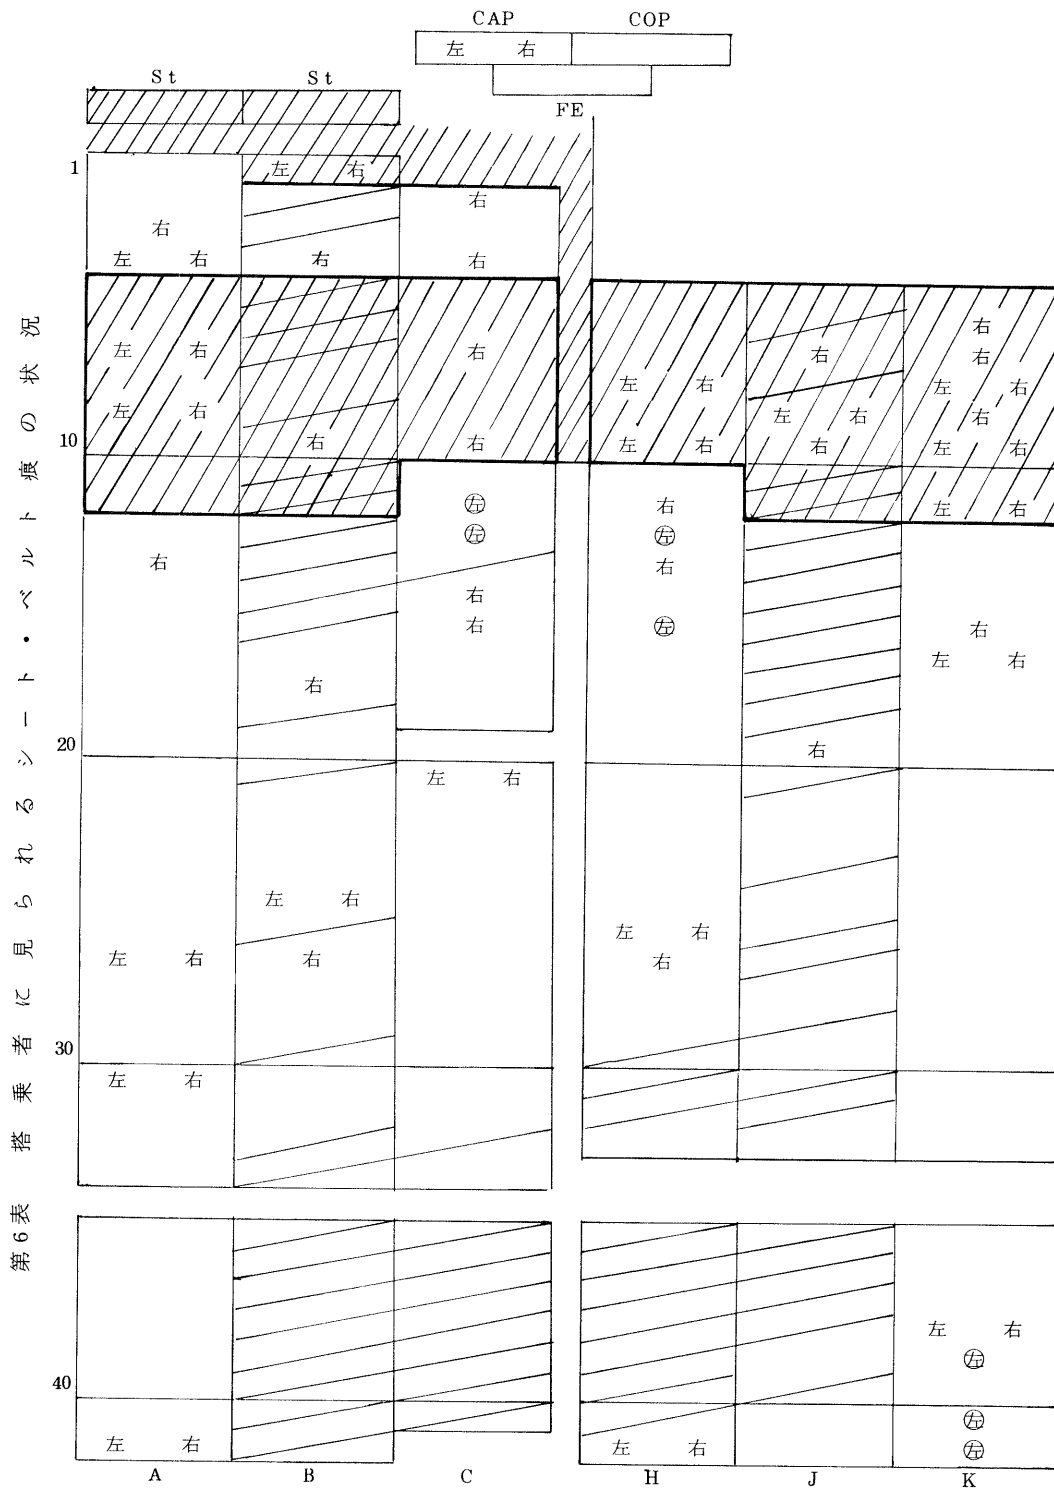 第6表 搭乗者に見られるシート・ベルト痕の状況
CAP COP
左 右
St St
FE
1 左 右
右
右
左 右 右 右
右
左 右 右 右 右
左 右 左 右
左 右 左 右 右
10 右 右 左 右 右 左 右
㊧ 右 左 右
㊧ ㊧
右 右
右
右 ㊧ 右
左 右
右
20 右
左 右
左 右
左 右
左 右 右 右
30
左 右
左 右
㊧
40
㊧
左 右 左 右 ㊧
A B C H J K